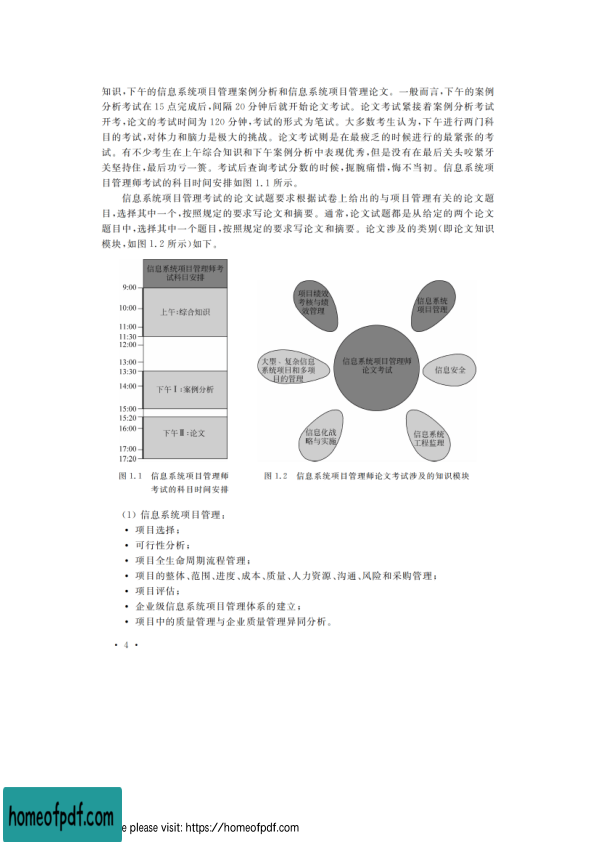 知识,下午的信息系统项目管理案例分析和信息系统项目管理论文。一般而言,下午的案例
分析考试在15点完成后,间隔20分钟后就开始论文考试。论文考试紧接着案例分析考试
开考,论文的考试时间为120分钟,考试的形式为笔试。大多数考生认为,下午进行两门科
目的考试,对体力和脑力是极大的挑战。论文考试则是在最疲乏的时候进行的最紧张的考
试。有不少考生在上午综合知识和下午案例分析中表现优秀,但是没有在最后关头咬紧牙
关坚持住,最后功亏一篑。考试后查询考试分数的时候,扼腕痛惜,悔不当初。信息系统项
目管理师考试的科目时间安排如图1.1所示。
信息系统项目管理考试的论文试题要求根据试卷上给出的与项目管理有关的论文题
目,选择其中一个,按照规定的要求写论文和摘要。通常,论文试题都是从给定的两个论文
题目中,选择其中一个题目,按照规定的要求写论文和摘要。论文涉及的类别(即论文知识
模块,如图1.2所示)如下。
信息系统项目管理师考
试科目安排
9:00
上午:综合知识
10:00
11:00
11:30
12:00
13:00
13:30
14:00
下午Ⅰ:案例分析
15:00
15:20
16:00
下午Ⅱ:论文
17:00
17:20
图1.1 信息系统项目管理师
考试的科目时间安排
项目绩效
考核与绩
效管理
信息系统
项目管理
大型、复杂信息
系统项目和多项
目的管理
信息系统项目管理师
论文考试
信息安全
信息化战
略与实施
信息系统
工程监理
图1.2 信息系统项目管理师论文考试涉及的知识模块
(1) 信息系统项目管理:
• 项目选择;
• 可行性分析;
• 项目全生命周期流程管理;
• 项目的整体、范围、进度、成本、质量、人力资源、沟通、风险和采购管理;
• 项目评估;
• 企业级信息系统项目管理体系的建立;
• 项目中的质量管理与企业质量管理异同分析。
• 4 •
homeofpdf.com
please visit: https://homeofpdf.com